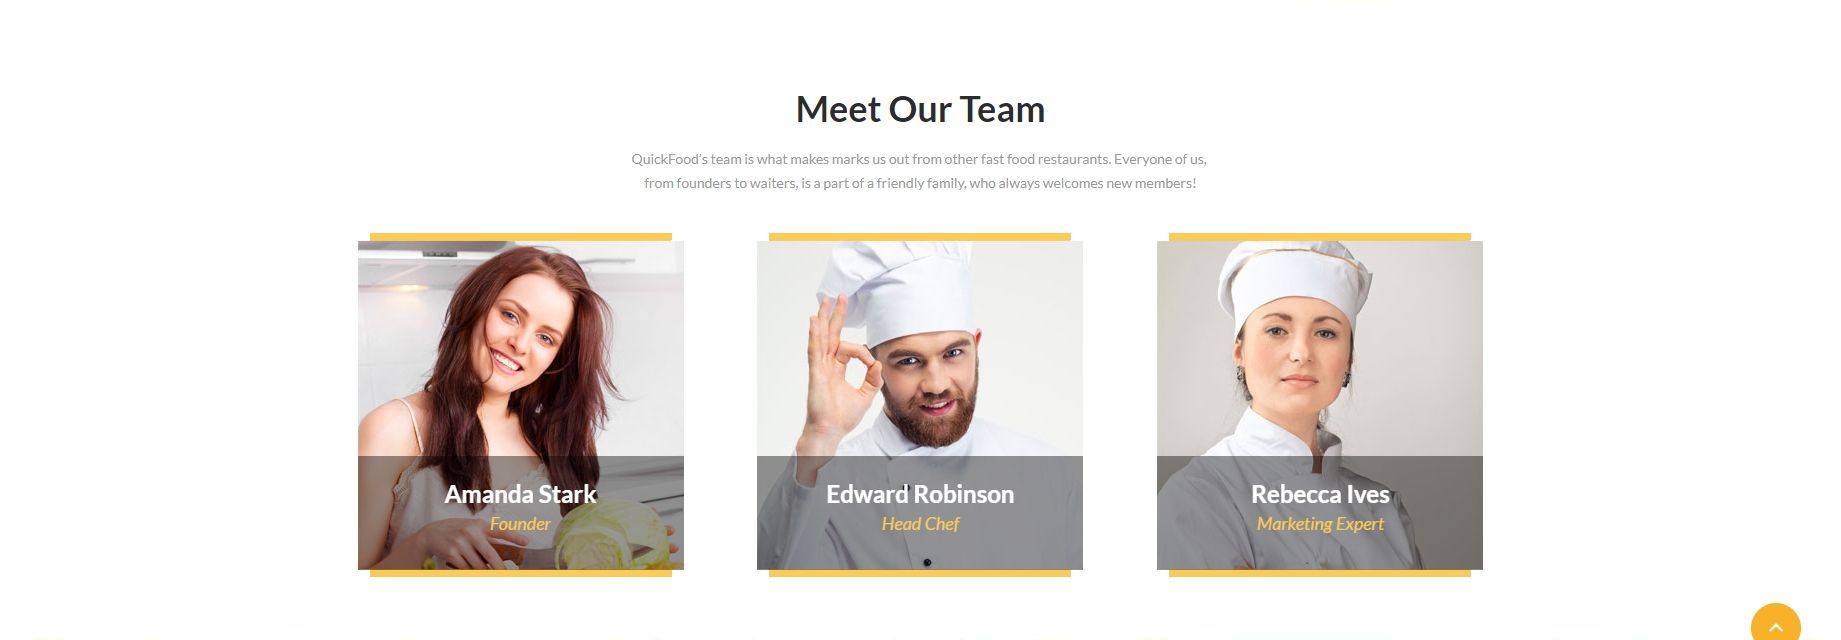 Meet Our Team
QuickFood's team is what makes marks us out from other fast food restaurants. Everyone of us,
from founders to waiters, is a part of a friendly family, who always welcomes new members!
Amanda Stark
Founder
Edward Robinson
Head Chef
Rebecca Ives
Marketing Expert